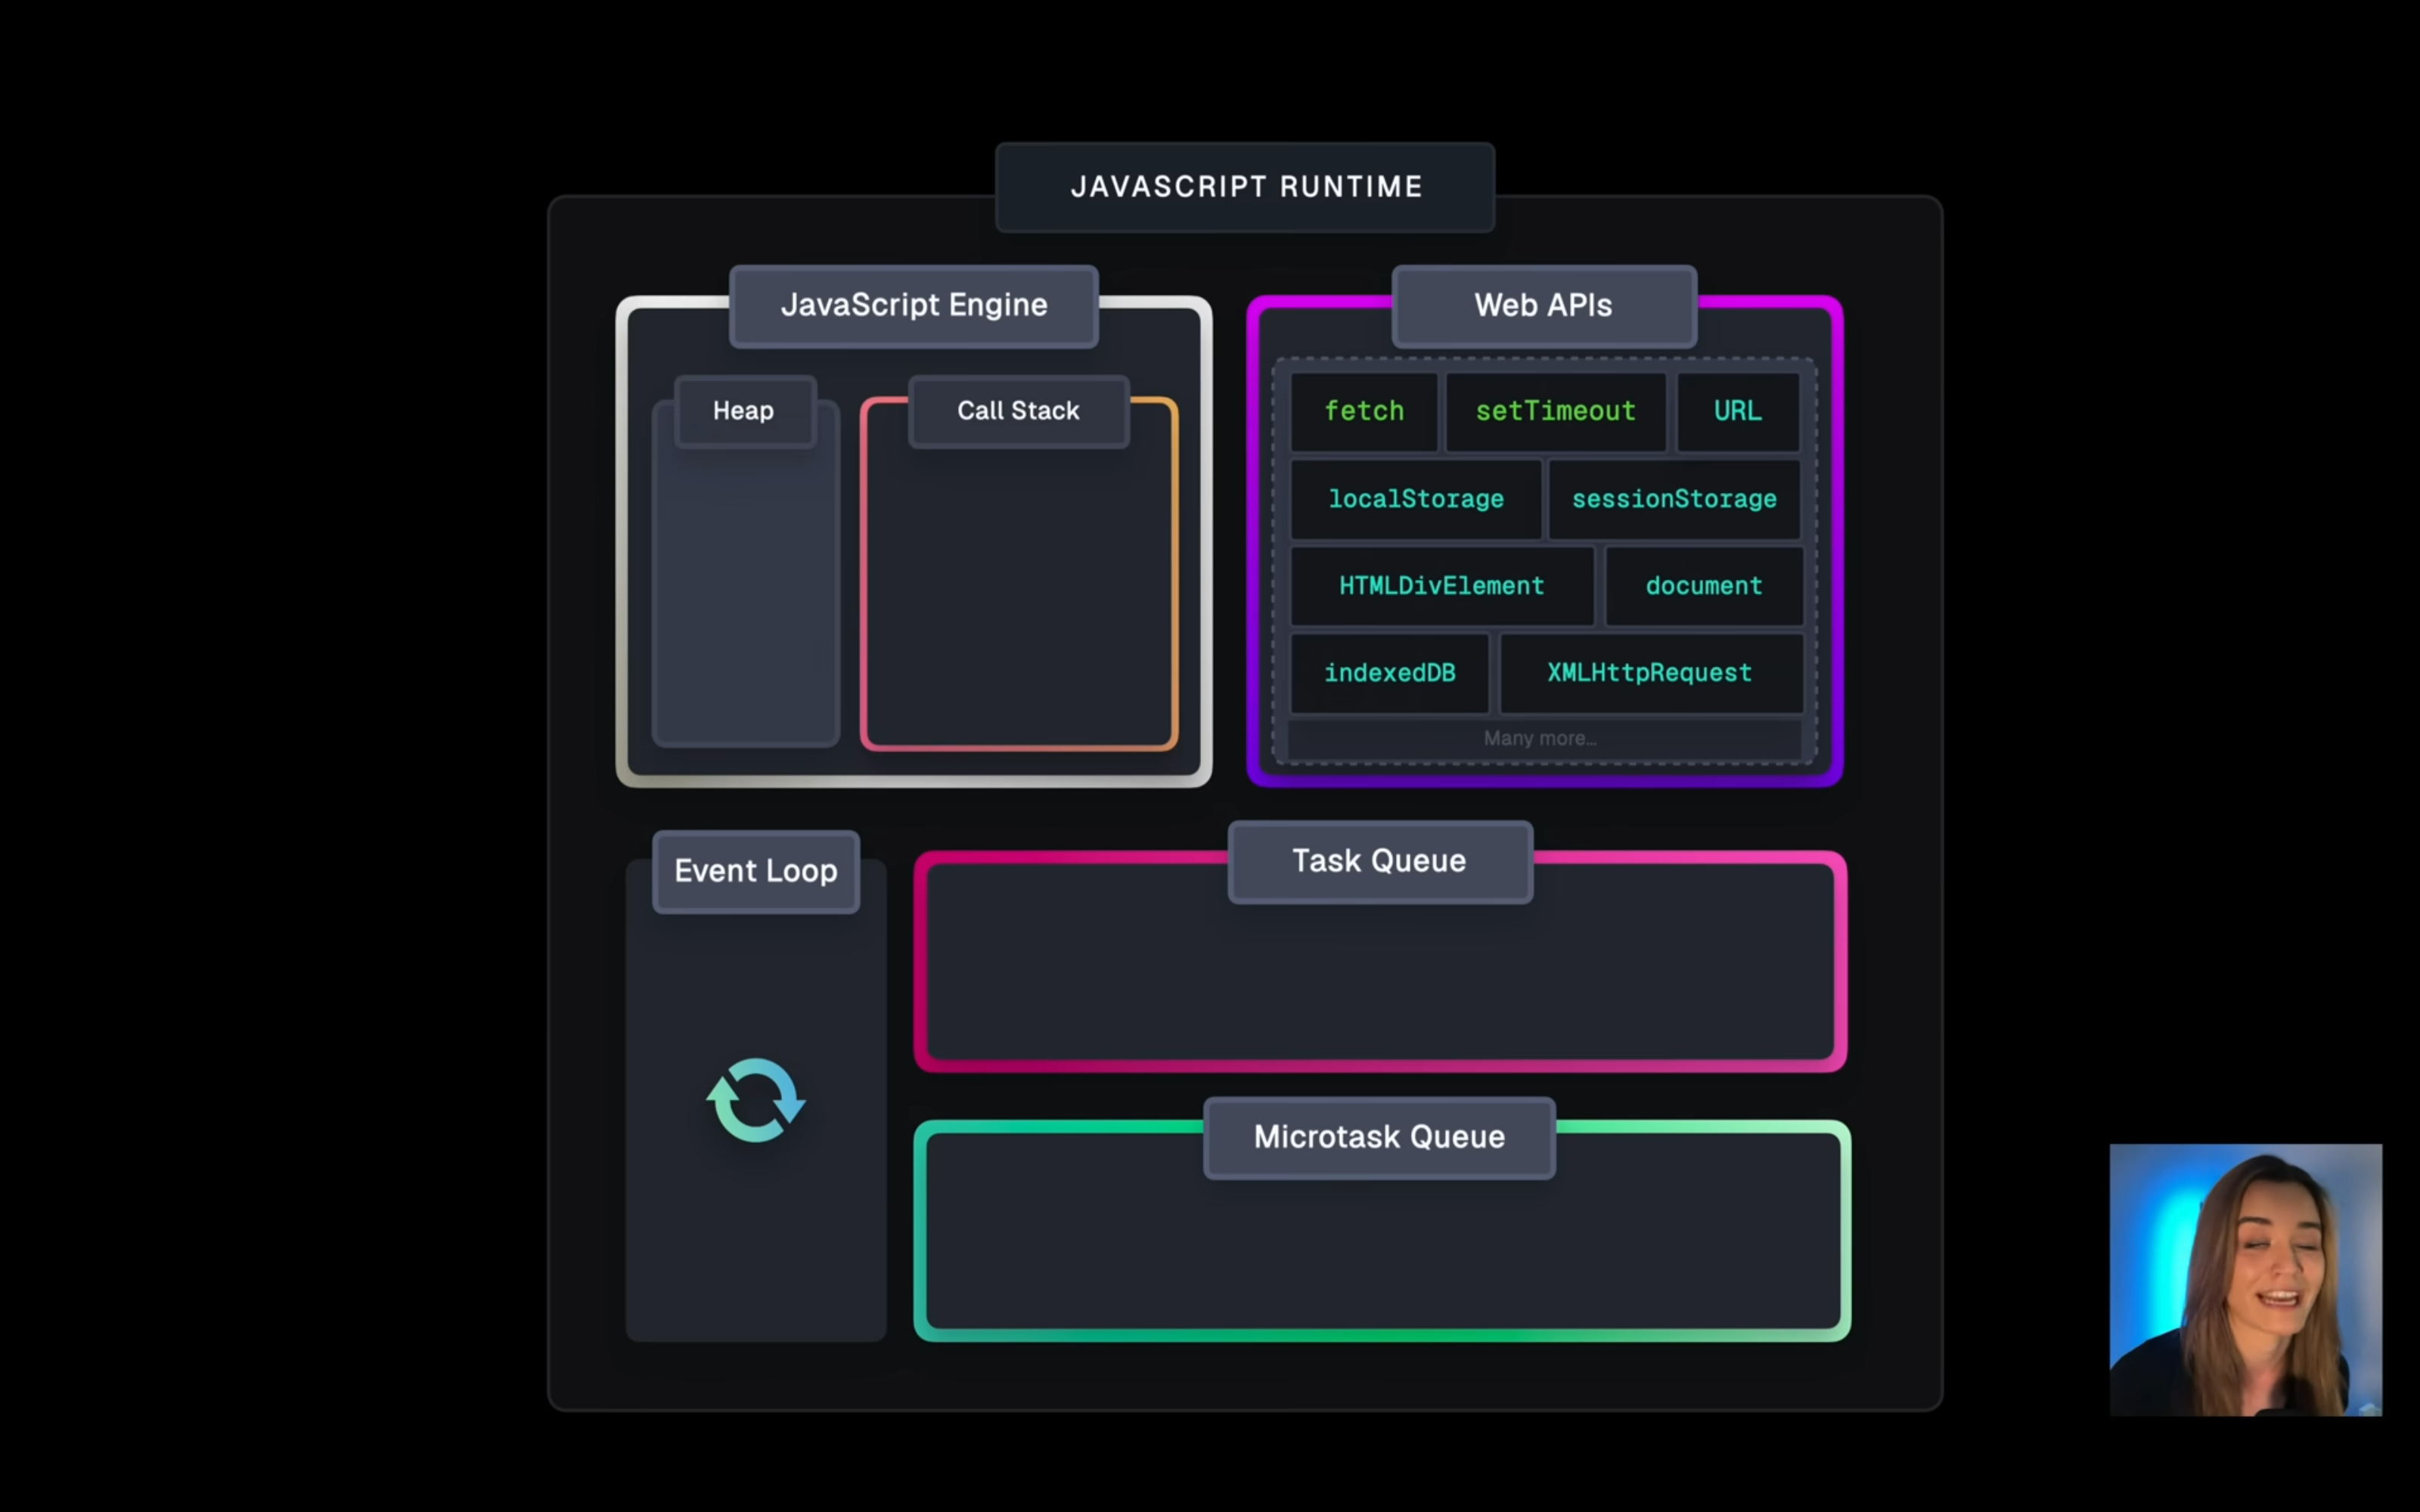 JAVASCRIPT RUNTIME
JavaScript Engine
Heap
Call Stack
Web APIs
fetch
setTimeout
URL
localStorage
sessionStorage
HTMLDivElement
document
indexedDB
XMLHttpRequest
Many more...
Event Loop
Task Queue
Microtask Queue